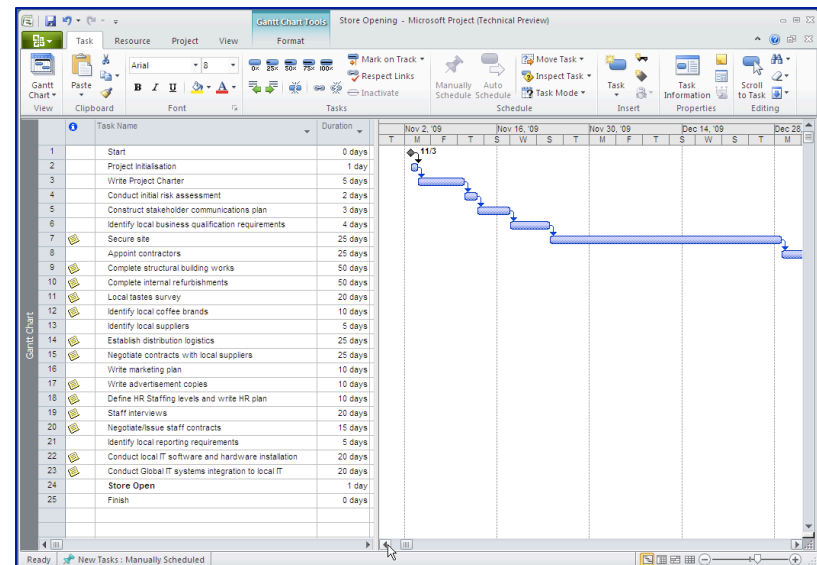 Gantt Chart Tools Store Opening - Microsoft Project (Technical Preview)
Task Resource Project View Format
Gantt Chart
View
Paste
Clipboard
Arial 8
B I U A
Font
0× 25× 50× 75× 100×
Mark on Track
Respect Links
Inactivate
Tasks
Manually Schedule
Auto Schedule
Move Task
Inspect Task
Task Mode
Schedule
Task
Insert
Task Information
Properties
Scroll to Task
Editing
Task Name Duration
Nov 2, '09 Nov 16, '09 Nov 30, '09 Dec 14, '09 Dec 28,
T M F T S W S T M F T S W S T M
1 Start 0 days 11/3
2 Project Initialisation 1 day
3 Write Project Charter 5 days
4 Conduct initial risk assessment 2 days
5 Construct stakeholder communications plan 3 days
6 Identify local business qualification requirements 4 days
7 Secure site 25 days
8 Appoint contractors 25 days
9 Complete structural building works 50 days
10 Complete internal refurbishments 50 days
11 Local tastes survey 20 days
12 Identify local coffee brands 10 days
13 Identify local suppliers 5 days
14 Establish distribution logistics 25 days
15 Negotiate contracts with local suppliers 25 days
16 Write marketing plan 10 days
17 Write advertisement copies 10 days
18 Define HR Staffing levels and write HR plan 10 days
19 Staff interviews 20 days
20 Negotiate/Issue staff contracts 15 days
21 Identify local reporting requirements 5 days
22 Conduct local IT software and hardware installation 20 days
23 Conduct Global IT systems integration to local IT 20 days
24 Store Open 1 day
25 Finish 0 days
Gantt Chart
Ready New Tasks : Manually Scheduled